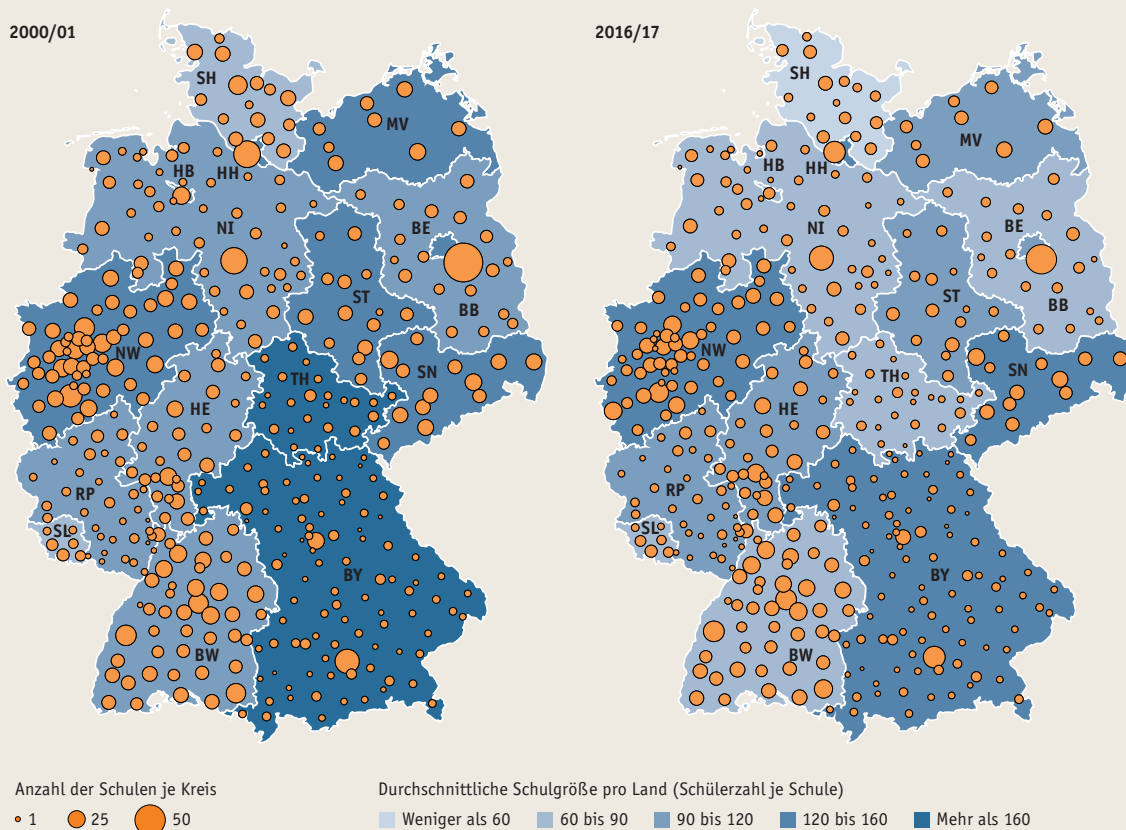 2000/01
SH
MV
HB
HH
NI
BE
ST
BB
NW
TH
SN
HE
RP
SL
BY
BW
2016/17
SH
MV
HB
HH
NI
BE
ST
BB
NW
TH
SN
HE
RP
SL
BY
BW
Anzahl der Schulen je Kreis
1 25 50
Durchschnittliche Schulgröße pro Land (Schülerzahl je Schule)
Weniger als 60 60 bis 90 90 bis 120 120 bis 160 Mehr als 160